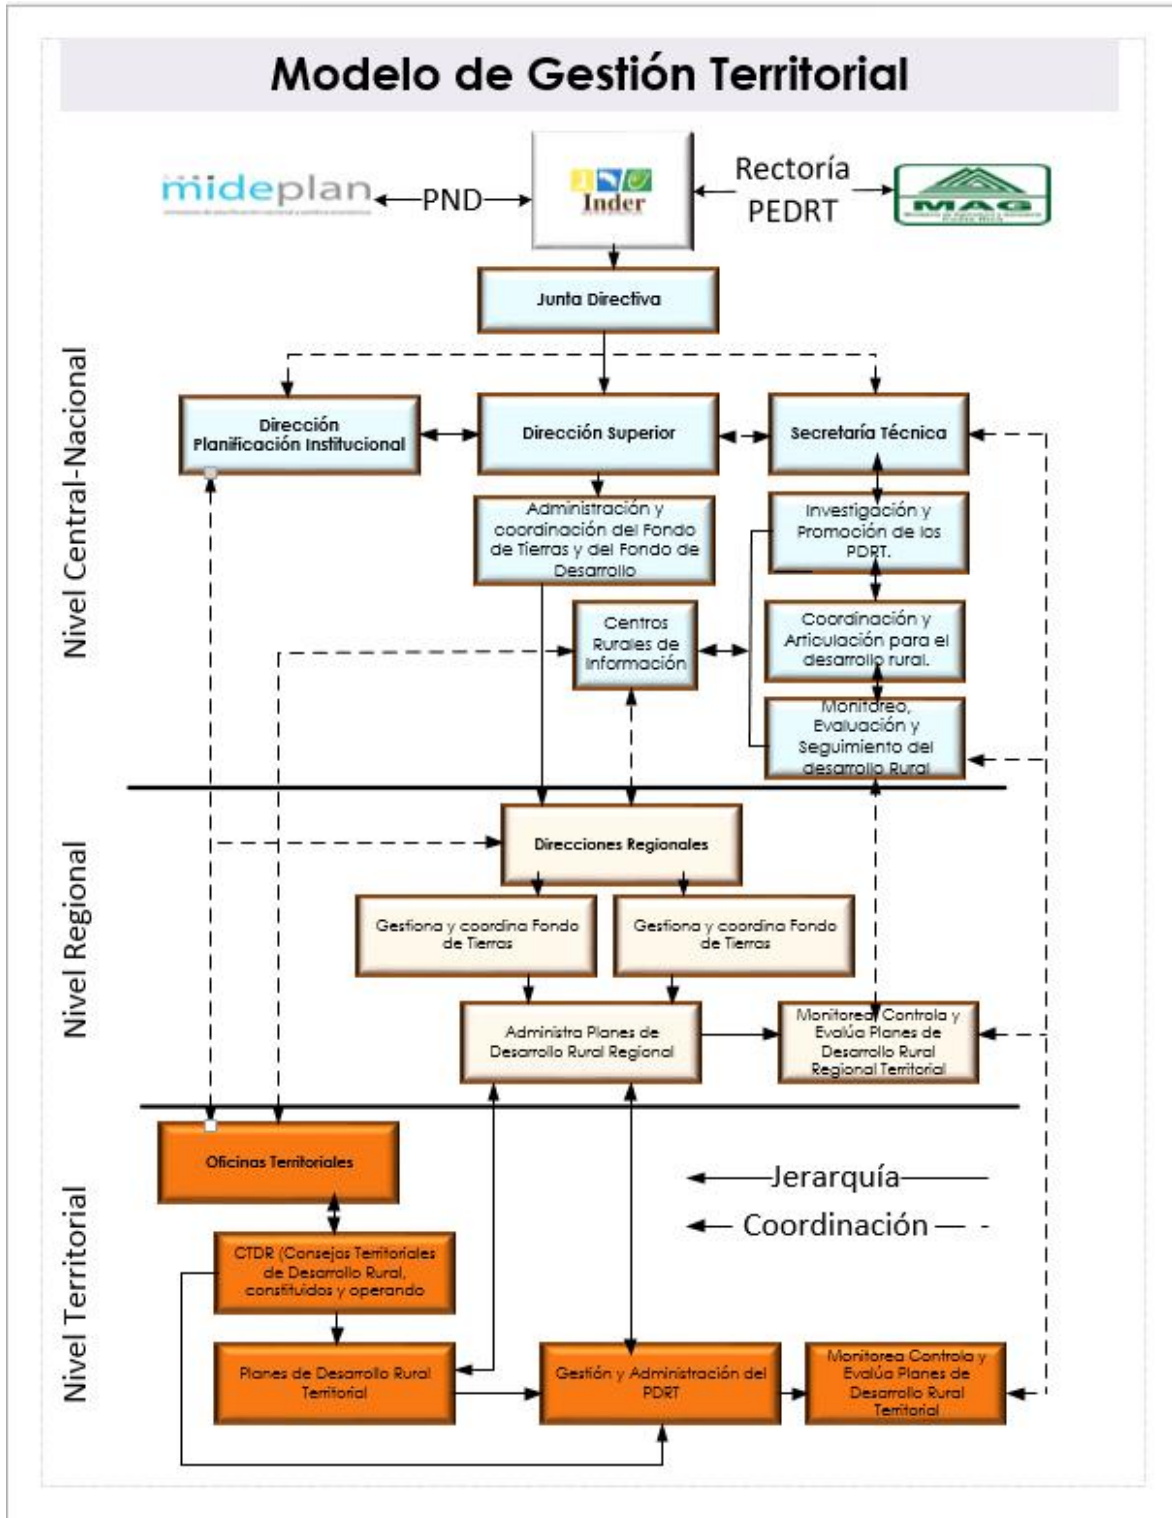 Modelo de Gestión Territorial
mideplan
PND
Inder
Rectoría
PEDRT
MAG
Junta Directiva
Nivel Central-Nacional
Dirección
Planificación Institucional
Dirección Superior
Secretaría Técnica
Administración y
coordinación del Fondo
de Tierras y del Fondo de
Desarrollo
Investigación y
Promoción de los
PDRT.
Centros
Rurales de
Información
Coordinación y
Articulación para el
desarrollo rural.
Monitoreo,
Evaluación y
Seguimiento del
desarrollo Rural
Nivel Regional
Direcciones Regionales
Gestiona y coordina Fondo
de Tierras
Gestiona y coordina Fondo
de Tierras
Administra Planes de
Desarrollo Rural Regional
Monitorea, Controla y
Evalúa Planes de
Desarrollo Rural
Regional Territorial
Nivel Territorial
Oficinas Territoriales
Jerarquía
Coordinación
CTDR (Consejos Territoriales
de Desarrollo Rural,
constituidos y operando
Planes de Desarrollo Rural
Territorial
Gestión y Administración del
PDRT
Monitorea Controla y
Evalúa Planes de
Desarrollo Rural
Territorial